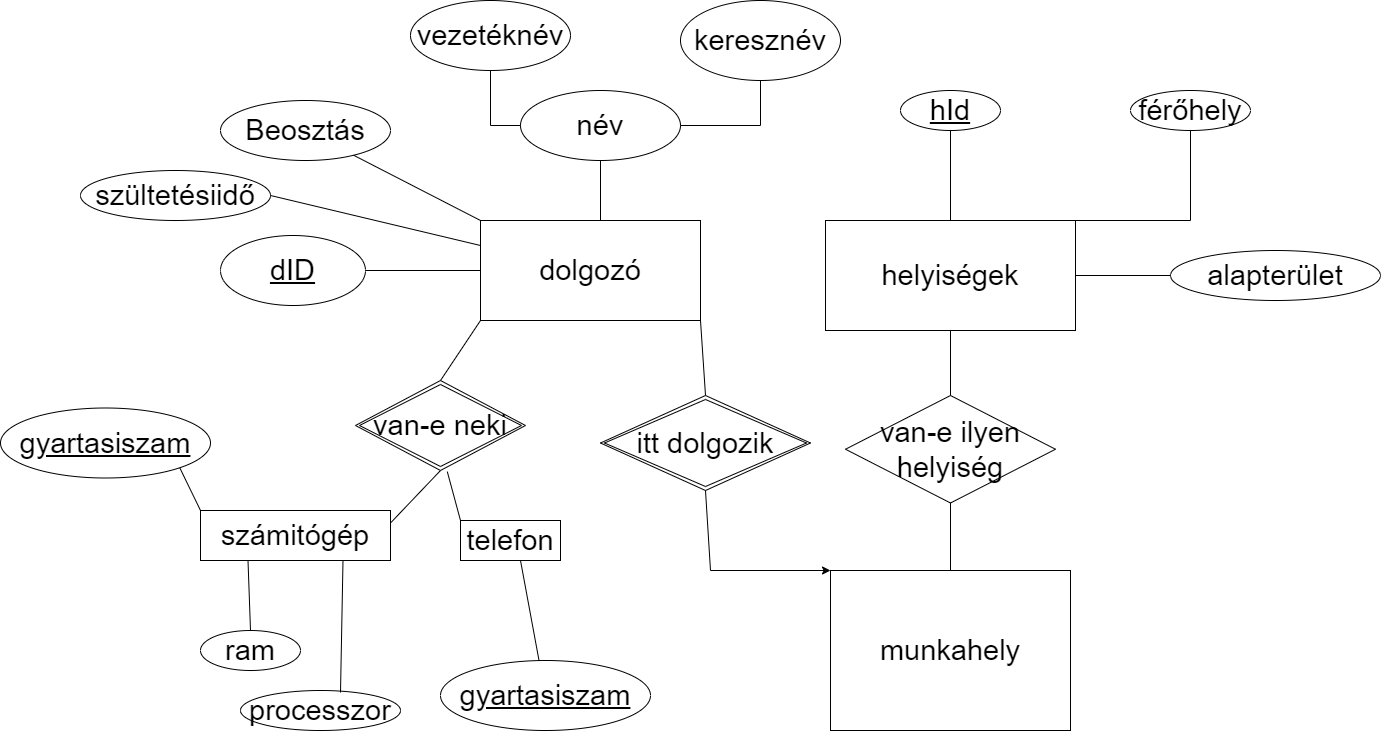 vezetéknév
keresznév
Beosztás
név
hId
férőhely
szültetésiidő
dID
dolgozó
helyiségek
alapterület
van-e neki
itt dolgozik
van-e ilyen
helyiség
gyartasiszam
számitógép
telefon
ram
munkahely
processzor
gyartasiszam